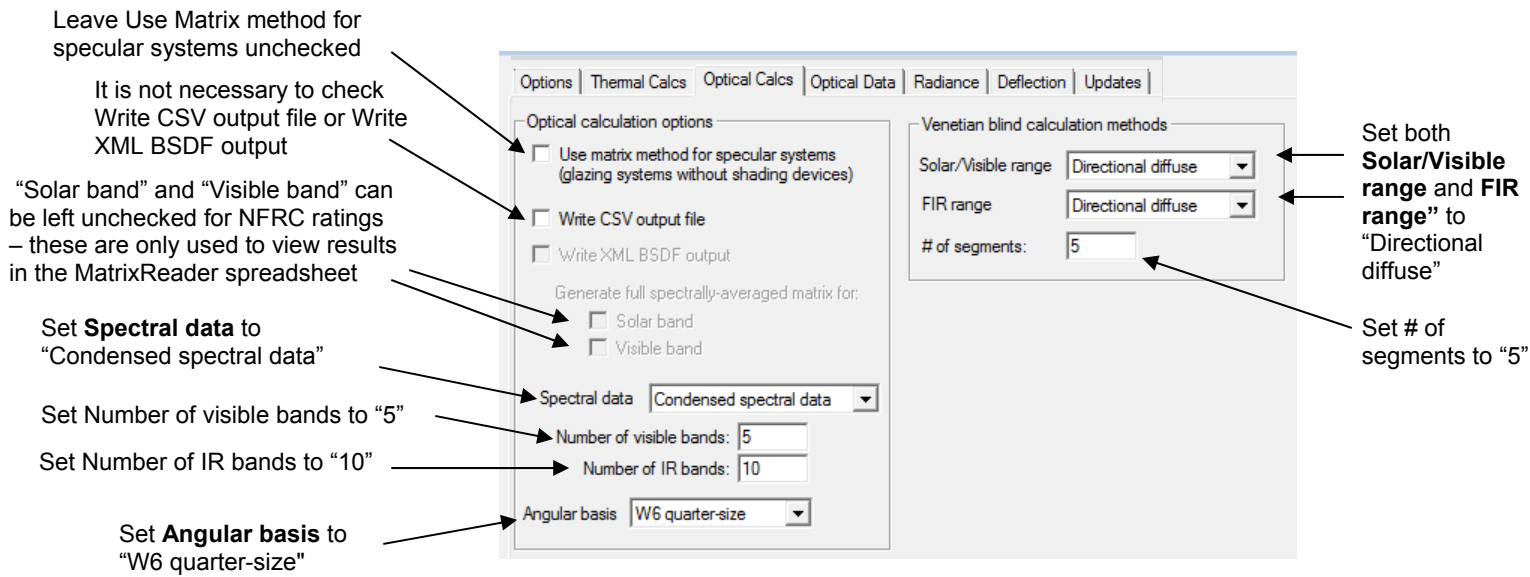 Leave Use Matrix method for
specular systems unchecked
It is not necessary to check
Write CSV output file or Write
XML BSDF output
“Solar band” and “Visible band” can
be left unchecked for NFRC ratings
– these are only used to view results
in the MatrixReader spreadsheet
Set Spectral data to
“Condensed spectral data”
Set Number of visible bands to “5”
Set Number of IR bands to “10”
Set Angular basis to
“W6 quarter-size"
Options Thermal Calcs Optical Calcs Optical Data Radiance Deflection Updates
Optical calculation options
Use matrix method for specular systems
(glazing systems without shading devices)
Write CSV output file
Write XML BSDF output
Generate full spectrally-averaged matrix for:
Solar band
Visible band
Spectral data Condensed spectral data
Number of visible bands: 5
Number of IR bands: 10
Angular basis W6 quarter-size
Venetian blind calculation methods
Solar/Visible range Directional diffuse
FIR range Directional diffuse
# of segments: 5
Set both
Solar/Visible
range and FIR
range” to
“Directional
diffuse”
Set # of
segments to “5”